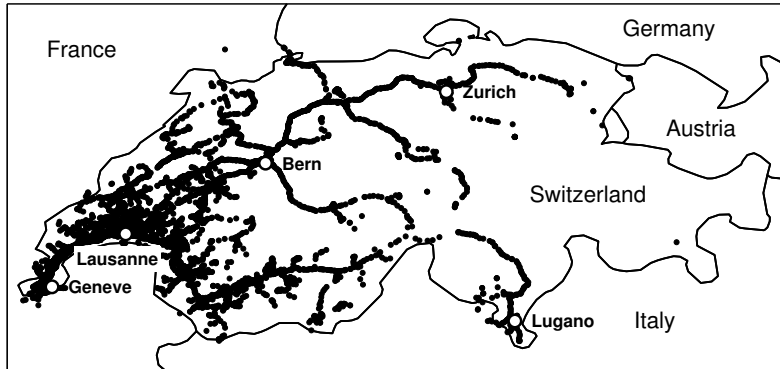 Germany
France
Zurich
Austria
Bern
Switzerland
Lausanne
Geneve
Lugano
Italy